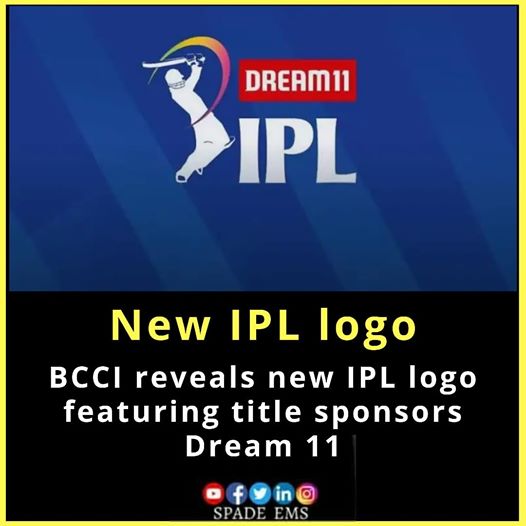 DREAM11
IPL
New IPL logo
BCCI reveals new IPL logo
featuring title sponsors
Dream 11
SPADE EMS